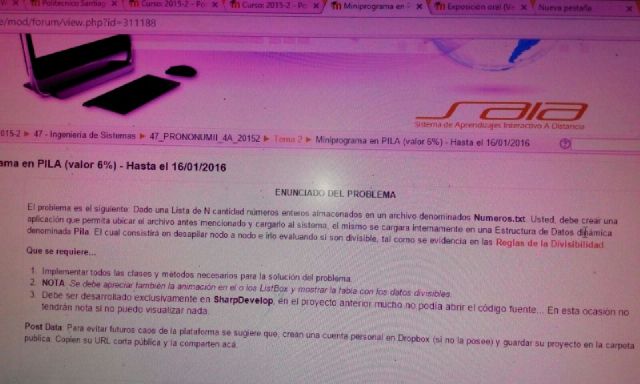 Politecnico Santiag
Curso: 2015-2 - Po
Curso: 2015-2 - Po
Miniprograma en P
Exposición oral (Ve
Nueva pestaña
e/mod/forum/view.php?id=311188
saia
Sistema de Aprendizajes Interactivo A Distancia
015-2 ► 47 - Ingenieria de Sistemas ► 47_PRONONUMII_4A_20152 ► Tema 2 ► Miniprograma en PILA (valor 6%) - Hasta el 16/01/2016
ama en PILA (valor 6%) - Hasta el 16/01/2016
ENUNCIADO DEL PROBLEMA
El problema es el siguiente: Dado una Lista de N cantidad números enteros almacenados en un archivo denominados Numeros.txt. Usted, debe crear una
aplicación que permita ubicar el archivo antes mencionado y cargarlo al sistema, el mismo se cargara internamente en una Estructura de Datos dinámica
denominada Pila. El cual consistirá en desapilar nodo a nodo e irlo evaluando si son divisible, tal como se evidencia en las Reglas de la Divisibilidad
Que se requiere...
1. Implementar todos las clases y métodos necesarios para la solución del problema.
2. NOTA. Se debe apreciar también la animación en el o los ListBox y mostrar la tabla con los datos divisibles.
3. Debe ser desarrollado exclusivamente en SharpDevelop, en el proyecto anterior mucho no podía abrir el código fuente... En esta ocasión no
tendrán nota si no puedo visualizar nada.
Post Data: Para evitar futuros caos de la plataforma se sugiere que, crean una cuenta personal en Dropbox (si no la posee) y guardar su proyecto en la carpeta
publica. Copien su URL corta pública y la comparten acá.